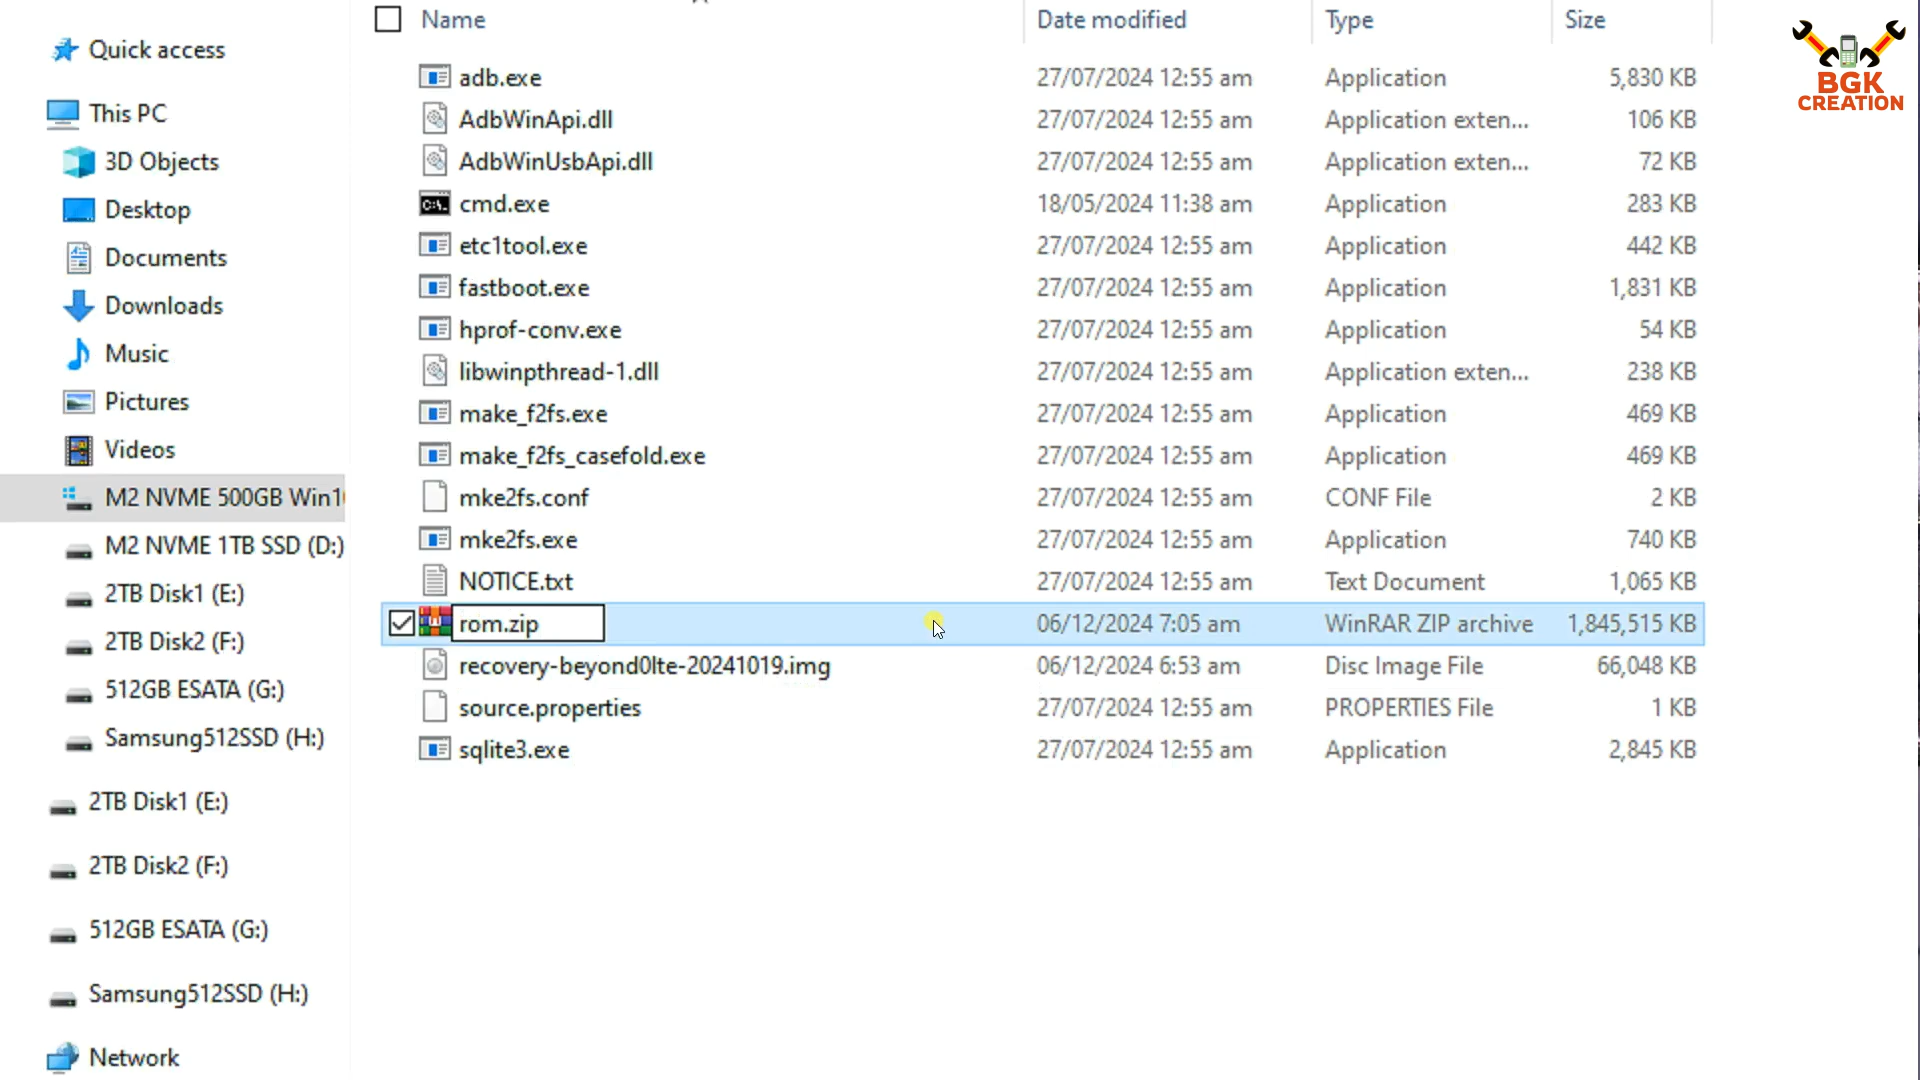 Name Date modified Type Size
BGK
CREATION
Quick access
This PC
3D Objects
Desktop
Documents
Downloads
Music
Pictures
Videos
M2 NVME 500GB Win1
M2 NVME 1TB SSD (D:)
2TB Disk1 (E:)
2TB Disk2 (F:)
512GB ESATA (G:)
Samsung512SSD (H:)
2TB Disk1 (E:)
2TB Disk2 (F:)
512GB ESATA (G:)
Samsung512SSD (H:)
Network
adb.exe 27/07/2024 12:55 am Application 5,830 KB
AdbWinApi.dll 27/07/2024 12:55 am Application exten... 106 KB
AdbWinUsbApi.dll 27/07/2024 12:55 am Application exten... 72 KB
cmd.exe 18/05/2024 11:38 am Application 283 KB
etc1tool.exe 27/07/2024 12:55 am Application 442 KB
fastboot.exe 27/07/2024 12:55 am Application 1,831 KB
hprof-conv.exe 27/07/2024 12:55 am Application 54 KB
libwinpthread-1.dll 27/07/2024 12:55 am Application exten... 238 KB
make_f2fs.exe 27/07/2024 12:55 am Application 469 KB
make_f2fs_casefold.exe 27/07/2024 12:55 am Application 469 KB
mke2fs.conf 27/07/2024 12:55 am CONF File 2 KB
mke2fs.exe 27/07/2024 12:55 am Application 740 KB
NOTICE.txt 27/07/2024 12:55 am Text Document 1,065 KB
rom.zip 06/12/2024 7:05 am WinRAR ZIP archive 1,845,515 KB
recovery-beyond0lte-20241019.img 06/12/2024 6:53 am Disc Image File 66,048 KB
source.properties 27/07/2024 12:55 am PROPERTIES File 1 KB
sqlite3.exe 27/07/2024 12:55 am Application 2,845 KB